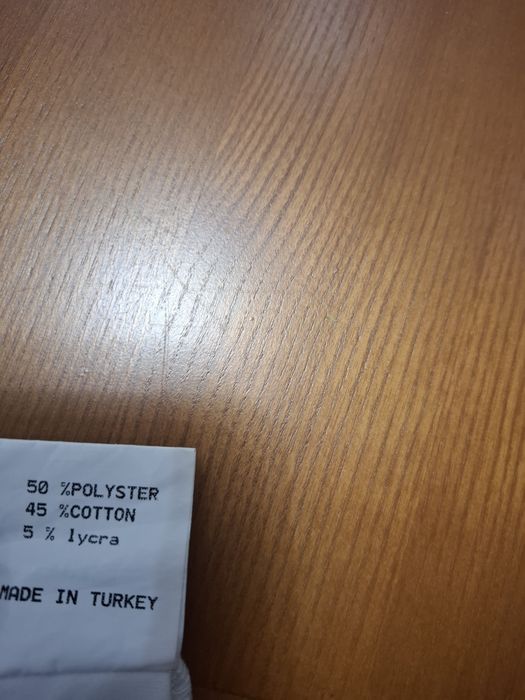 50 %POLYSTER
45 %COTTON
5 % lycra
MADE IN TURKEY